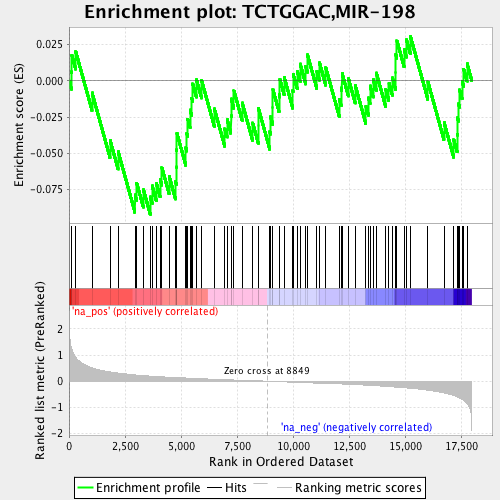 Enrichment plot: TCTGGAC,MIR-198
Enrichment score (ES)
0.025
0.000
-0.025
-0.050
-0.075
'na_pos' (positively correlated)
Ranked list metric (PreRanked)
2
1
0
-1
-2
Zero cross at 8849
'na_neg' (negatively correlated)
0
2,500
5,000
7,500
10,000
12,500
15,000
17,500
Rank in Ordered Dataset
Enrichment profile
Hits
Ranking metric scores